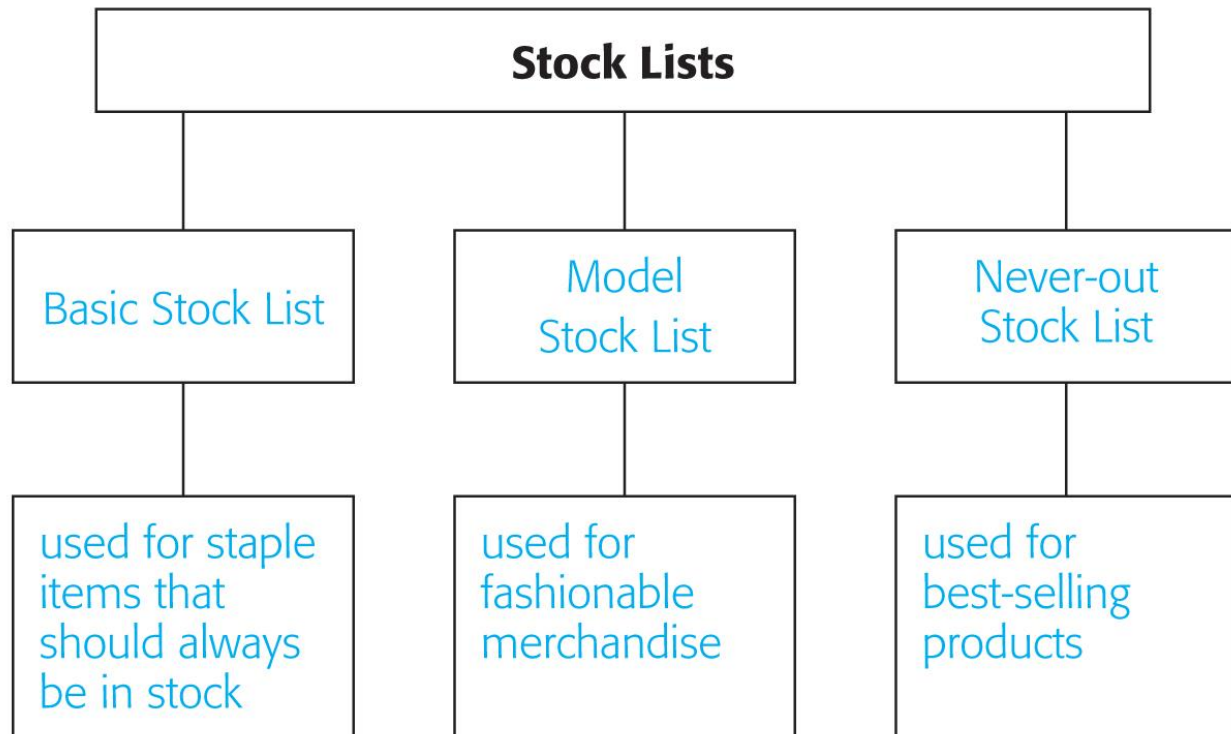 Stock Lists
Basic Stock List
Model
Stock List
Never-out
Stock List
used for staple
items that
should always
be in stock
used for
fashionable
merchandise
used for
best-selling
products